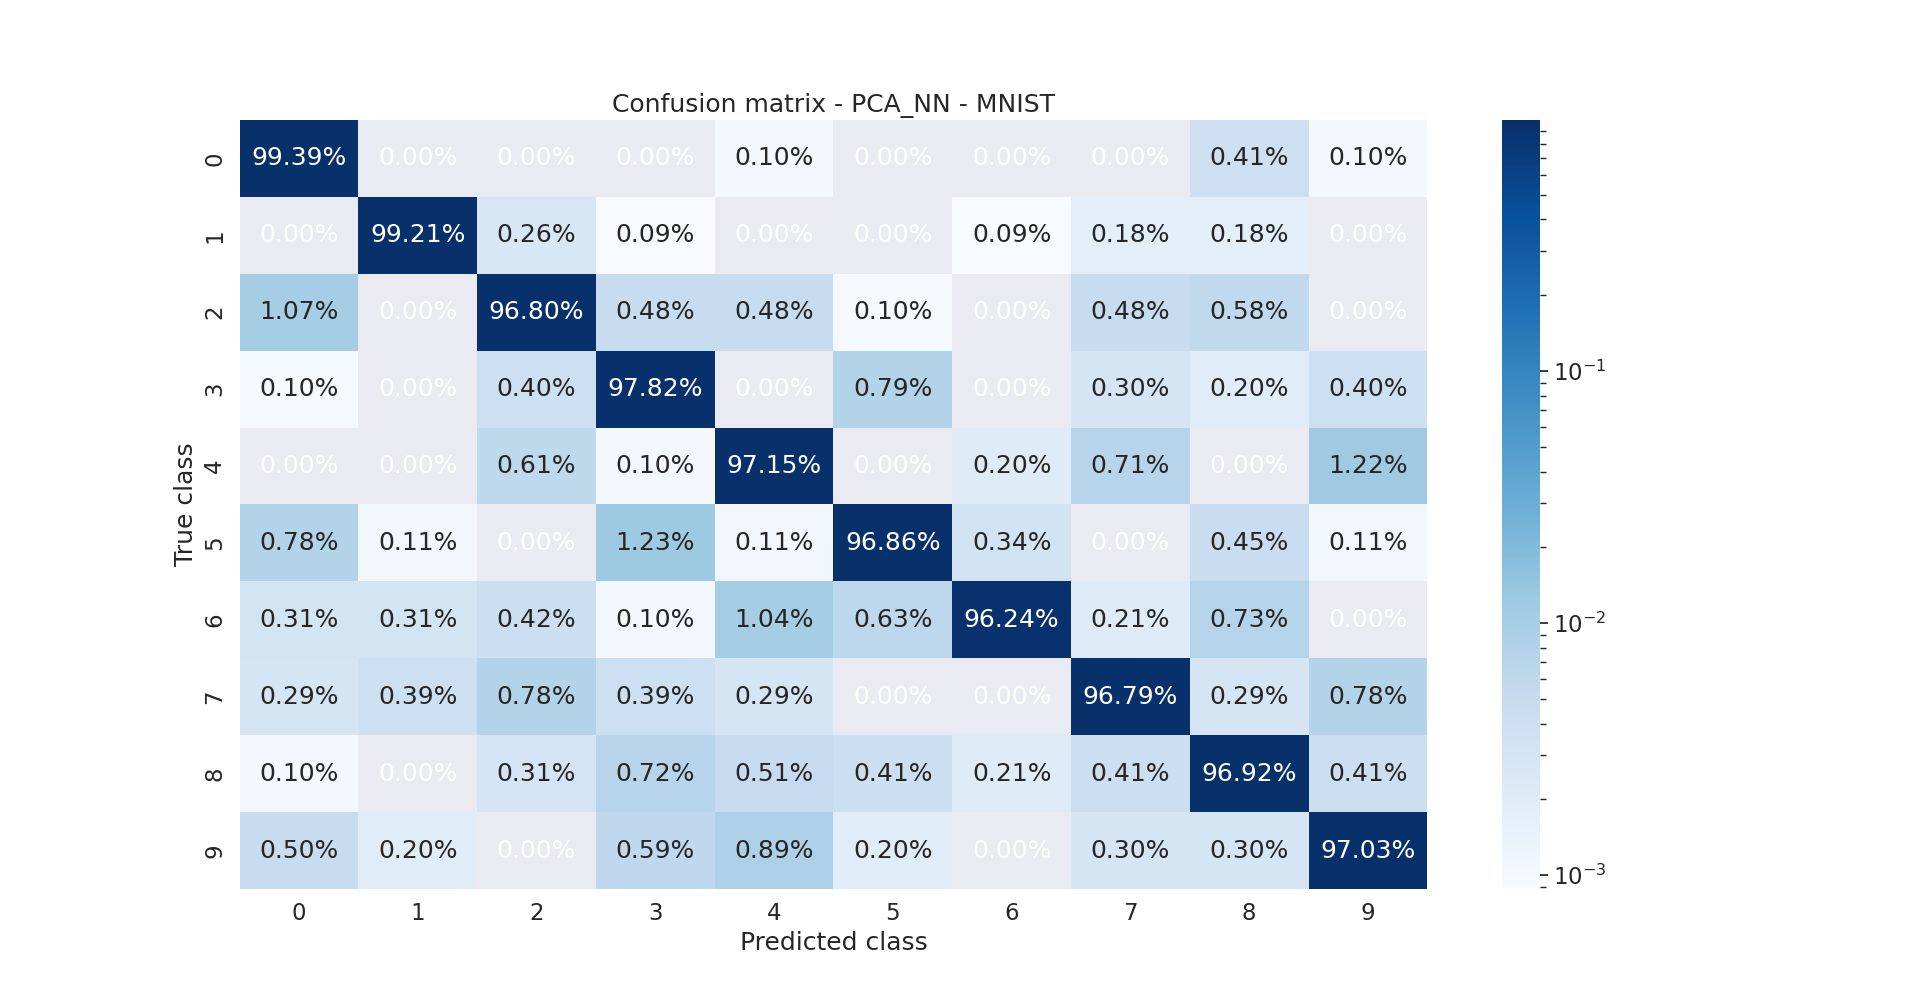 Confusion matrix - PCA_NN - MNIST
0 99.39% 0.00% 0.00% 0.00% 0.10% 0.00% 0.00% 0.00% 0.41% 0.10%
1 0.00% 99.21% 0.26% 0.09% 0.00% 0.00% 0.09% 0.18% 0.18% 0.00%
2 1.07% 0.00% 96.80% 0.48% 0.48% 0.10% 0.00% 0.48% 0.58% 0.00%
3 0.10% 0.00% 0.40% 97.82% 0.00% 0.79% 0.00% 0.30% 0.20% 0.40%
4 0.00% 0.00% 0.61% 0.10% 97.15% 0.00% 0.20% 0.71% 0.00% 1.22%
5 0.78% 0.11% 0.00% 1.23% 0.11% 96.86% 0.34% 0.00% 0.45% 0.11%
6 0.31% 0.31% 0.42% 0.10% 1.04% 0.63% 96.24% 0.21% 0.73% 0.00%
7 0.29% 0.39% 0.78% 0.39% 0.29% 0.00% 0.00% 96.79% 0.29% 0.78%
8 0.10% 0.00% 0.31% 0.72% 0.51% 0.41% 0.21% 0.41% 96.92% 0.41%
9 0.50% 0.20% 0.00% 0.59% 0.89% 0.20% 0.00% 0.30% 0.30% 97.03%
0 1 2 3 4 5 6 7 8 9
Predicted class
True class
10⁻¹
10⁻²
10⁻³